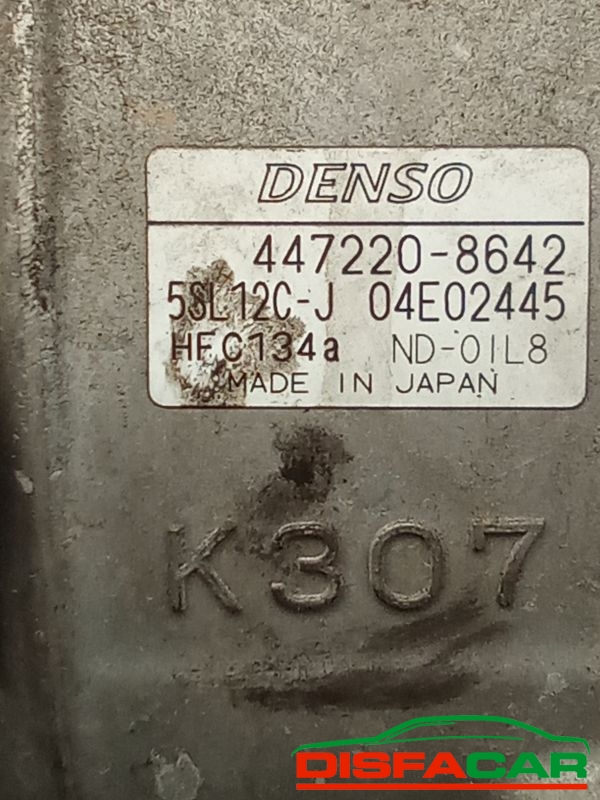 DENSO
447220-8642
5SL12C-J 04E02445
HFC134a ND-OIL8
MADE IN JAPAN
K307
DISFACAR